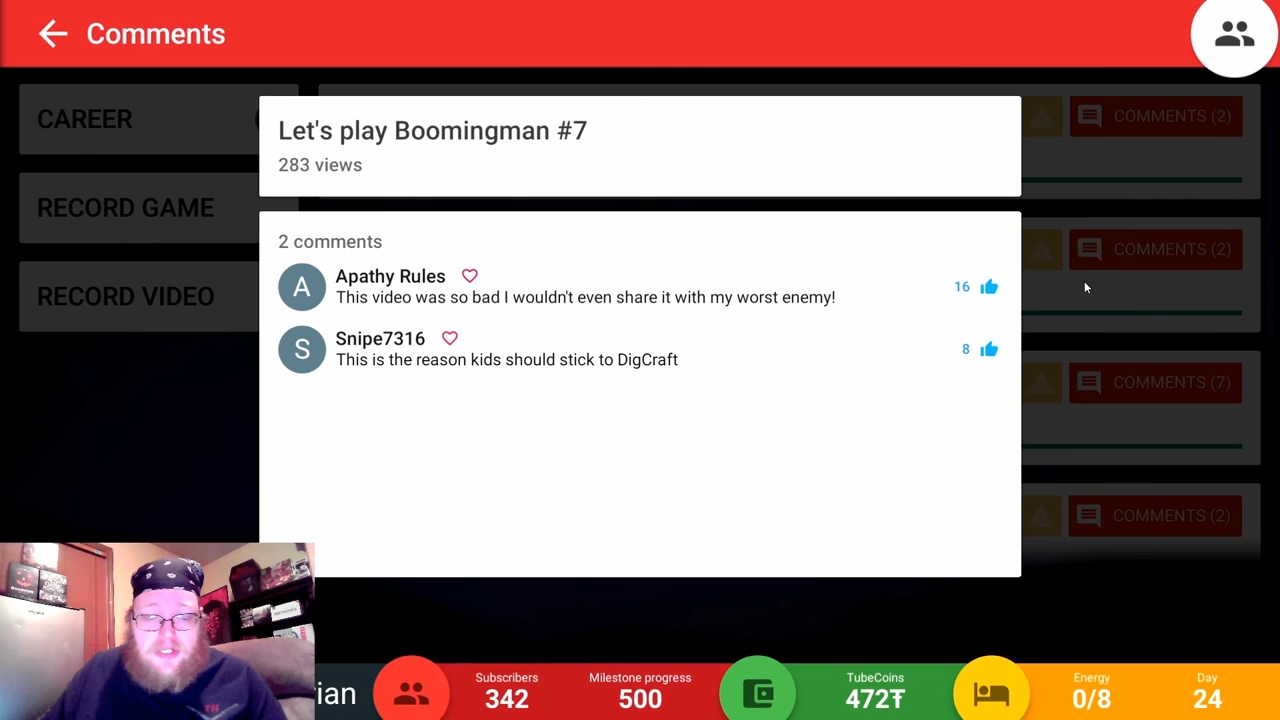 Comments
CAREER
COMMENTS (2)
Let's play Boomingman #7
283 views
RECORD GAME
2 comments
COMMENTS (2)
Apathy Rules
This video was so bad I wouldn't even share it with my worst enemy!
16
RECORD VIDEO
Snipe7316
This is the reason kids should stick to DigCraft
8
COMMENTS (7)
COMMENTS (2)
ian
Subscribers
342
Milestone progress
500
TubeCoins
472Ŧ
Energy
0/8
Day
24